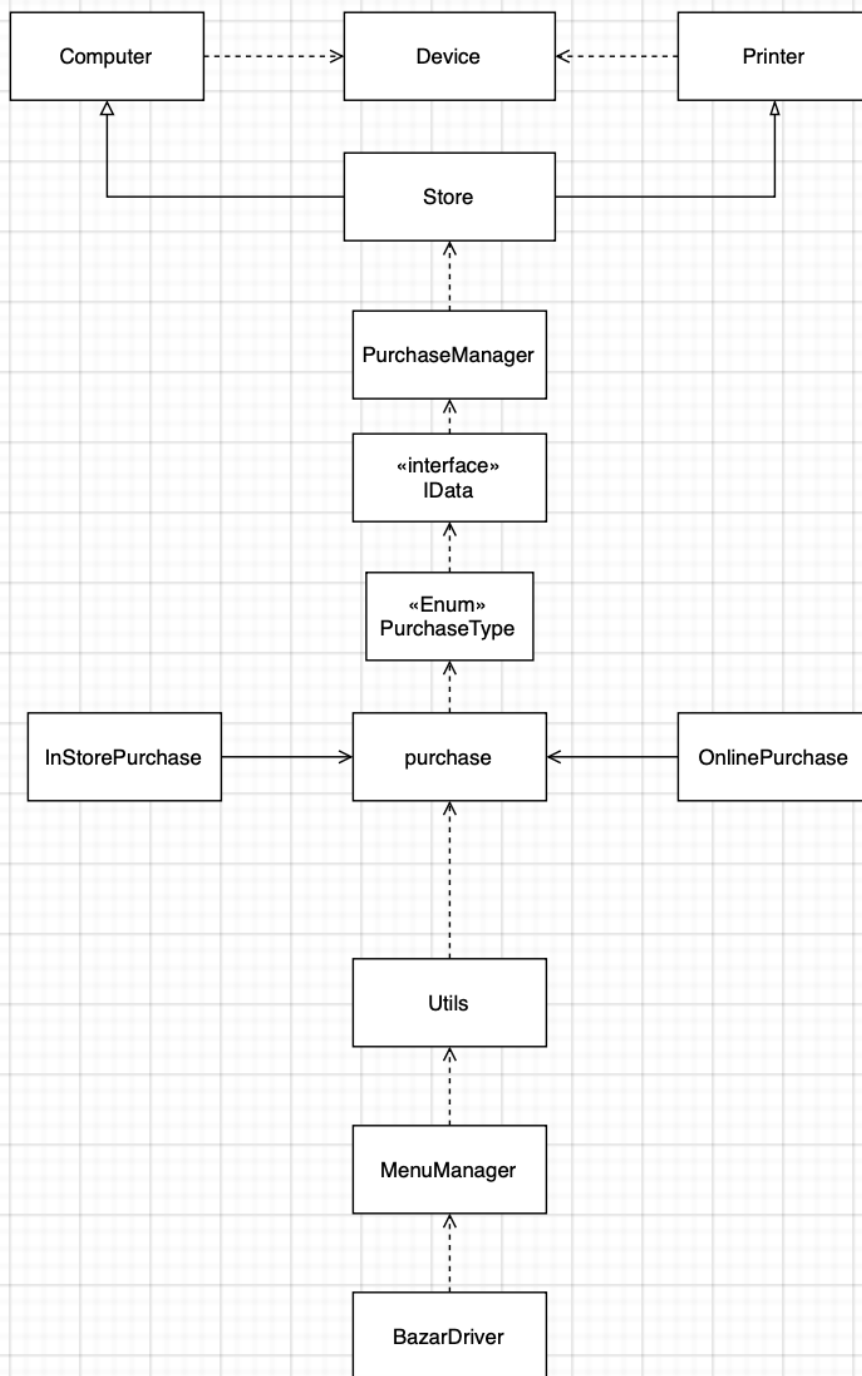 Computer
Device
Printer
Store
PurchaseManager
«interface»
IData
«Enum»
PurchaseType
InStorePurchase
purchase
OnlinePurchase
Utils
MenuManager
BazarDriver